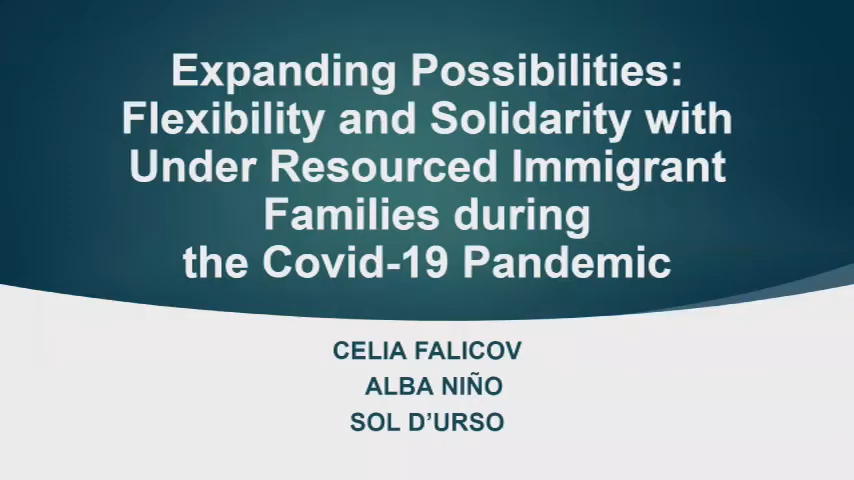 Expanding Possibilities:
Flexibility and Solidarity with
Under Resourced Immigrant
Families during
the Covid-19 Pandemic
CELIA FALICOV
ALBA NIÑO
SOL D’URSO